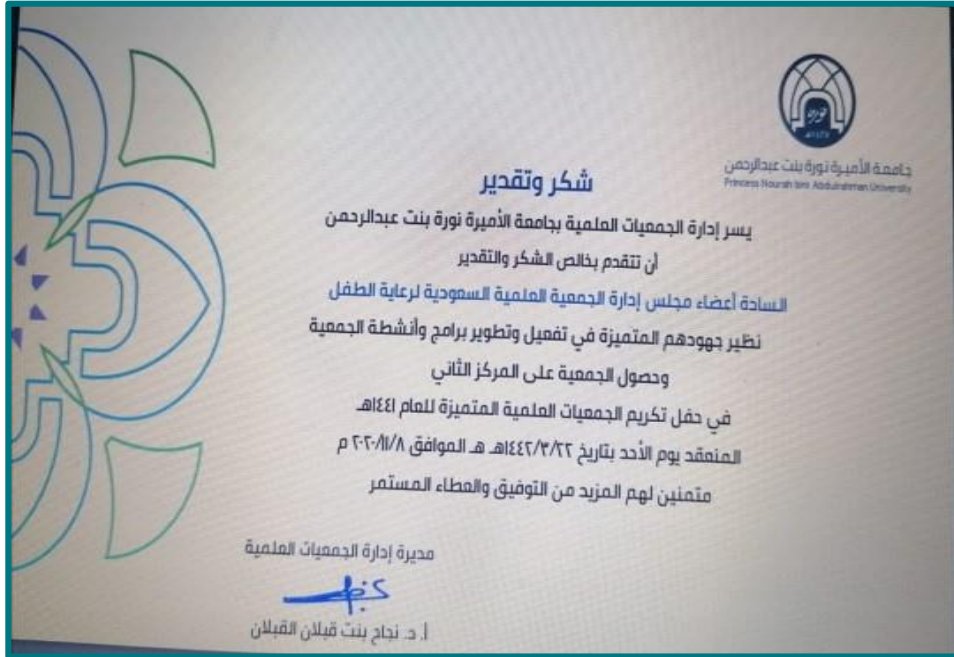 نورة
١٤٢٧هـ
جامعة الأميرة نورة بنت عبدالرحمن
Princess Nourah bint Abdulrahman University
شكر وتقدير
يسر إدارة الجمعيات العلمية بجامعة الأميرة نورة بنت عبدالرحمن
أن تتقدم بخالص الشكر والتقدير
السادة أعضاء مجلس إدارة الجمعية العلمية السعودية لرعاية الطفل
نظير جهودهم المتميزة في تفعيل وتطوير برامج وأنشطة الجمعية
وحصول الجمعية على المركز الثاني
في حفل تكريم الجمعيات العلمية المتميزة للعام ١٤٤١هـ
المنعقد يوم الأحد بتاريخ ١٤٤٢/٣/٢٢هـ هـ الموافق ٢٠٢٠/١١/٨ م
متمنين لهم المزيد من التوفيق والعطاء المستمر
مديرة إدارة الجمعيات العلمية
أ. د. نجاح بنت قبلان القبلان